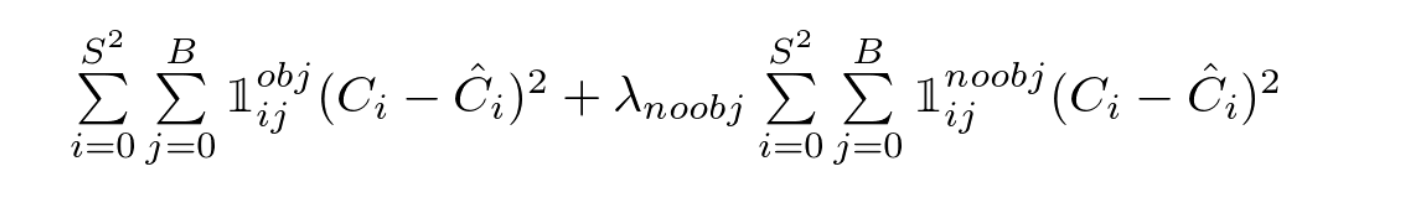 $\sum_{i=0}^{S^2} \sum_{j=0}^{B} \mathbb{1}_{ij}^{obj} (C_i - \hat{C}_i)^2 + \lambda_{noobj} \sum_{i=0}^{S^2} \sum_{j=0}^{B} \mathbb{1}_{ij}^{noobj} (C_i - \hat{C}_i)^2$